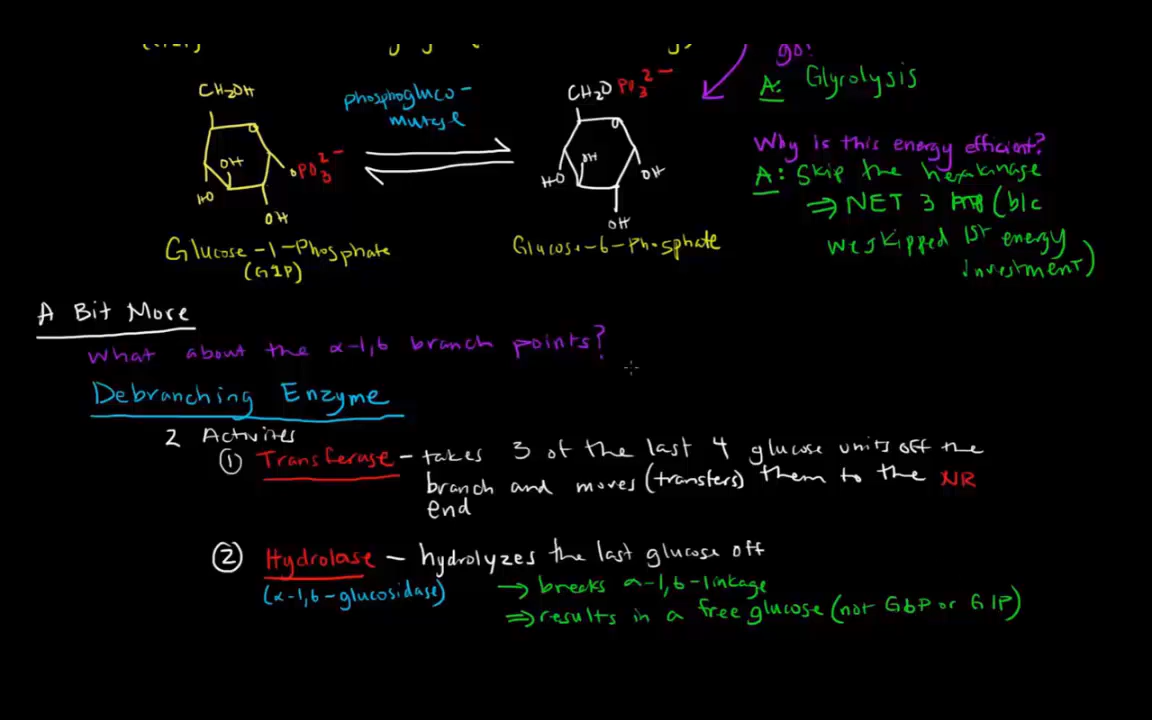 go?
A: Glyrolysis
CH2OH
phosphogluco-
mutase
CH2O PO3 2−
O
OH
OPO3 2−
HO
OH
O
OH
HO
OH
OH
Glucose-1-Phosphate
(G1P)
Glucose-6-Phosphate
Why is this energy efficient?
A: Skip the hexokinase
⇒ NET 3 ATP (b/c
we skipped 1st energy
investment)
A Bit More
What about the α-1,6 branch points?
Debranching Enzyme
2 Activites
① Transferase - takes 3 of the last 4 glucose units off the
branch and moves (transfers) them to the NR
end
② Hydrolase - hydrolyzes the last glucose off
(α-1,6-glucosidase)
→ breaks α-1,6-linkage
⇒ results in a free glucose (not G6P or G1P)